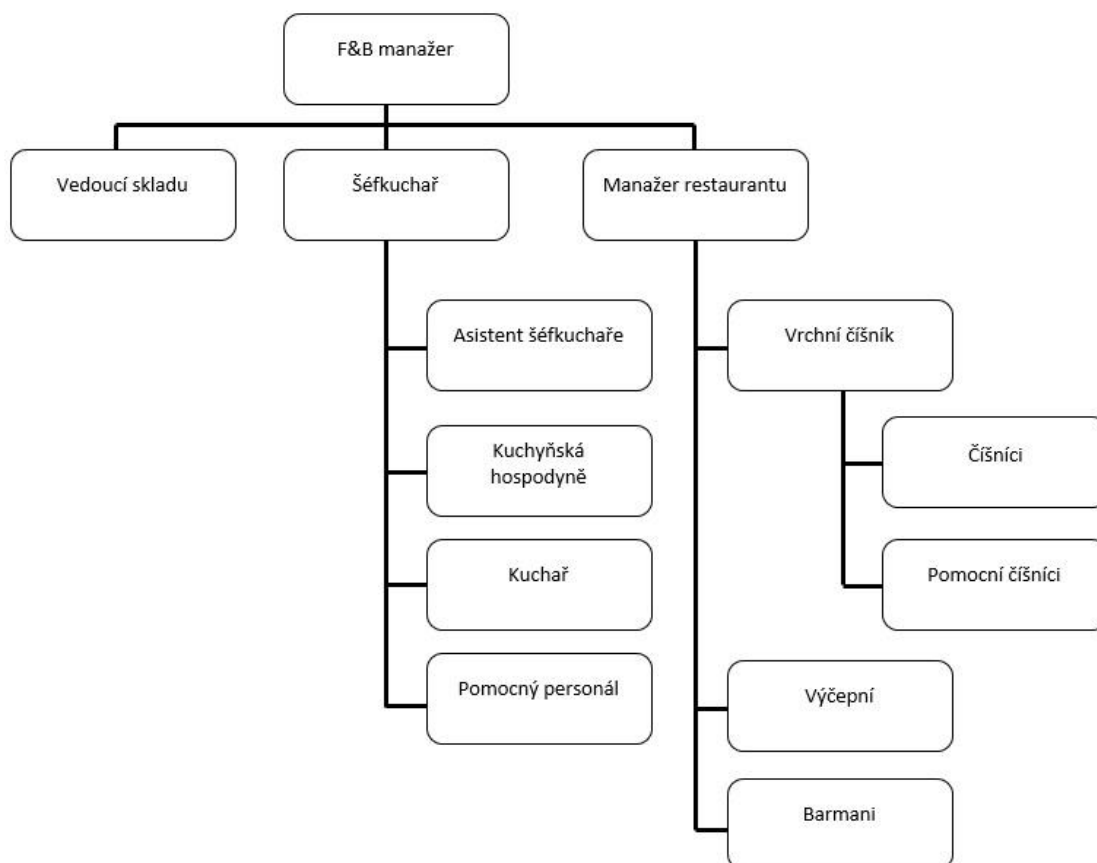 F&B manažer
Vedoucí skladu
Šéfkuchař
Manažer restaurantu
Asistent šéfkuchaře
Kuchyňská
hospodyně
Kuchař
Pomocný personál
Vrchní číšník
Číšníci
Pomocní číšníci
Výčepní
Barmani